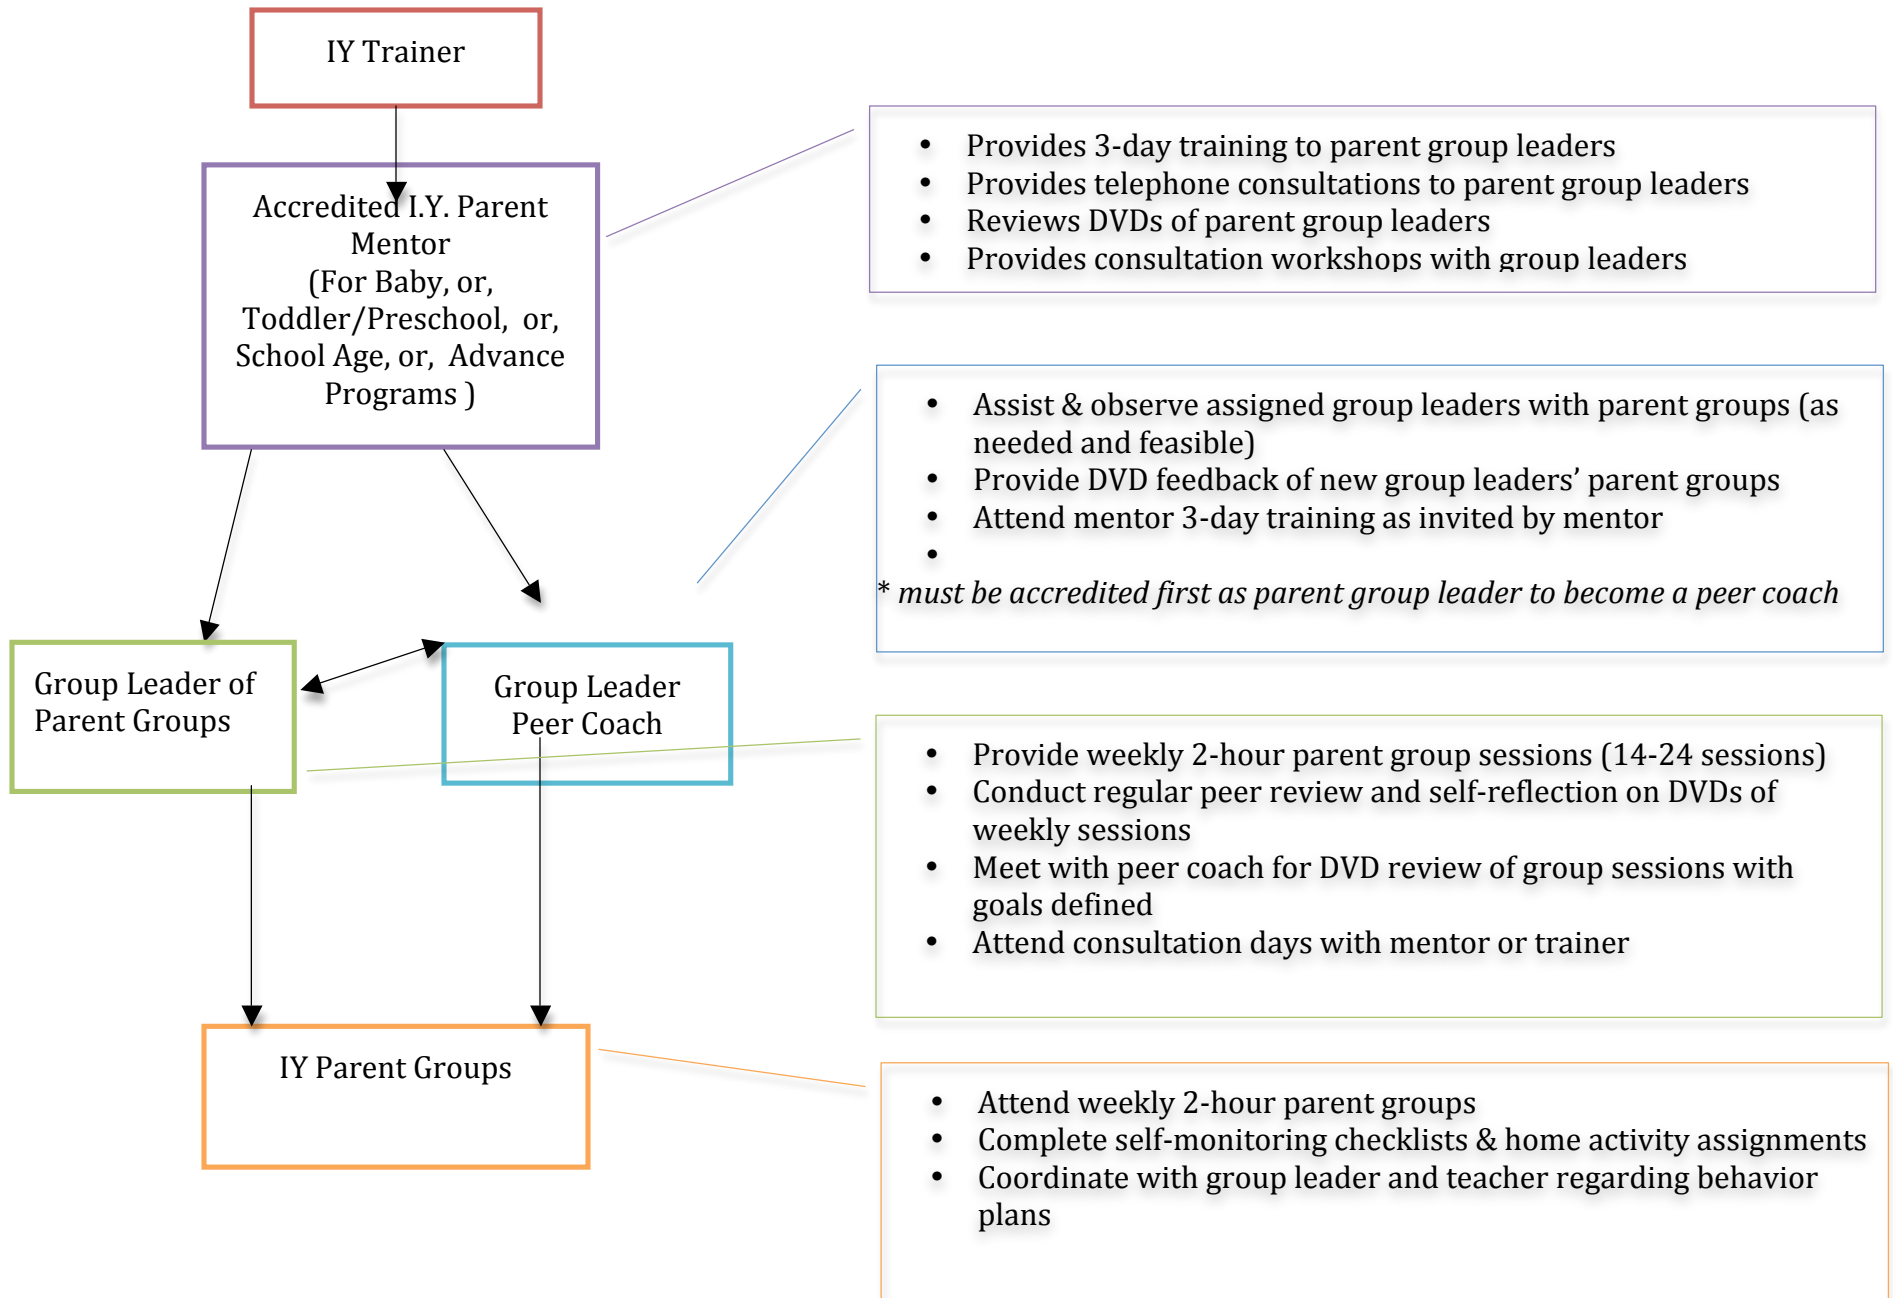 IY Trainer
Accredited I.Y. Parent
Mentor
(For Baby, or,
Toddler/Preschool, or,
School Age, or, Advance
Programs )
• Provides 3-day training to parent group leaders
• Provides telephone consultations to parent group leaders
• Reviews DVDs of parent group leaders
• Provides consultation workshops with group leaders
• Assist & observe assigned group leaders with parent groups (as
needed and feasible)
• Provide DVD feedback of new group leaders’ parent groups
• Attend mentor 3-day training as invited by mentor
•
* must be accredited first as parent group leader to become a peer coach
Group Leader of
Parent Groups
Group Leader
Peer Coach
• Provide weekly 2-hour parent group sessions (14-24 sessions)
• Conduct regular peer review and self-reflection on DVDs of
weekly sessions
• Meet with peer coach for DVD review of group sessions with
goals defined
• Attend consultation days with mentor or trainer
IY Parent Groups
• Attend weekly 2-hour parent groups
• Complete self-monitoring checklists & home activity assignments
• Coordinate with group leader and teacher regarding behavior
plans